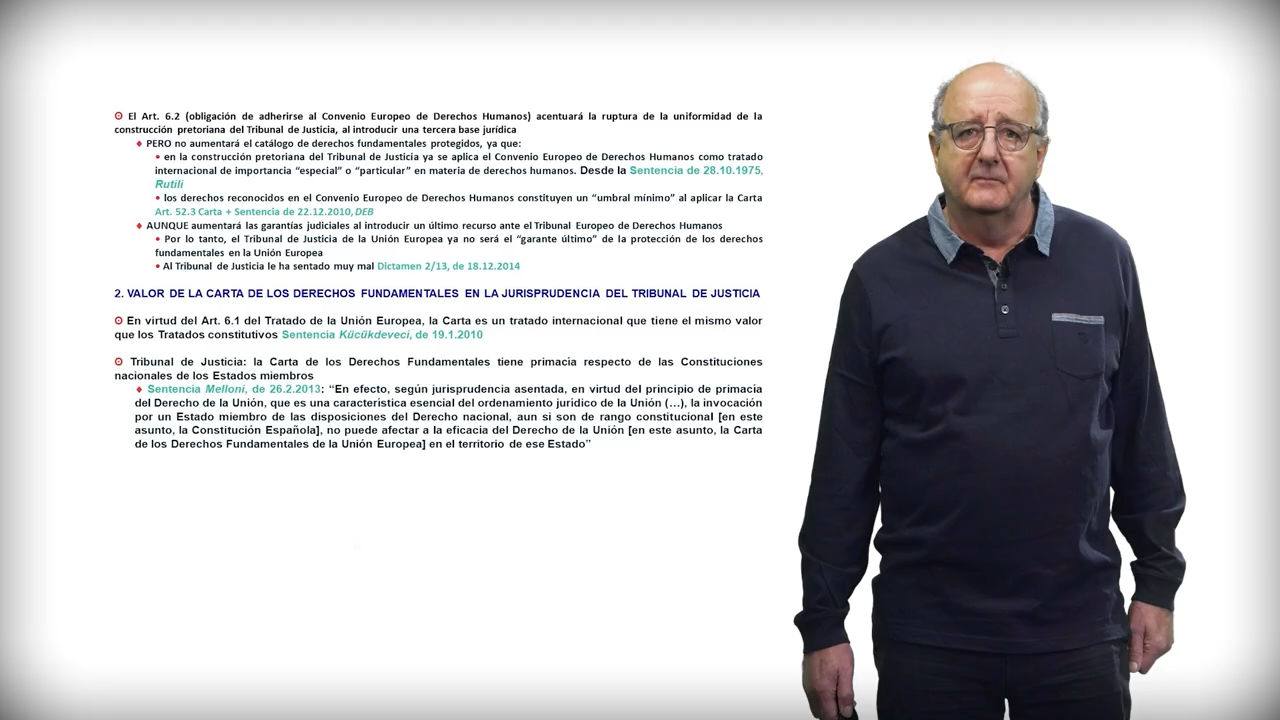 ⊙ El Art. 6.2 (obligación de adherirse al Convenio Europeo de Derechos Humanos) acentuará la ruptura de la uniformidad de la
construcción pretoriana del Tribunal de Justicia, al introducir una tercera base jurídica
♦ PERO no aumentará el catálogo de derechos fundamentales protegidos, ya que:
• en la construcción pretoriana del Tribunal de Justicia ya se aplica el Convenio Europeo de Derechos Humanos como tratado
internacional de importancia “especial” o “particular” en materia de derechos humanos. Desde la Sentencia de 28.10.1975,
Rutili
• los derechos reconocidos en el Convenio Europeo de Derechos Humanos constituyen un “umbral mínimo” al aplicar la Carta
Art. 52.3 Carta + Sentencia de 22.12.2010, DEB
♦ AUNQUE aumentará las garantías judiciales al introducir un último recurso ante el Tribunal Europeo de Derechos Humanos
• Por lo tanto, el Tribunal de Justicia de la Unión Europea ya no será el “garante último” de la protección de los derechos
fundamentales en la Unión Europea
• Al Tribunal de Justicia le ha sentado muy mal Dictamen 2/13, de 18.12.2014
2. VALOR DE LA CARTA DE LOS DERECHOS FUNDAMENTALES EN LA JURISPRUDENCIA DEL TRIBUNAL DE JUSTICIA
⊙ En virtud del Art. 6.1 del Tratado de la Unión Europea, la Carta es un tratado internacional que tiene el mismo valor
que los Tratados constitutivos Sentencia Kücükdeveci, de 19.1.2010
⊙ Tribunal de Justicia: la Carta de los Derechos Fundamentales tiene primacia respecto de las Constituciones
nacionales de los Estados miembros
♦ Sentencia Melloni, de 26.2.2013: “En efecto, según jurisprudencia asentada, en virtud del principio de primacia
del Derecho de la Unión, que es una caracteristica esencial del ordenamiento juridico de la Unión (…), la invocación
por un Estado miembro de las disposiciones del Derecho nacional, aun si son de rango constitucional [en este
asunto, la Constitución Española], no puede afectar a la eficacia del Derecho de la Unión [en este asunto, la Carta
de los Derechos Fundamentales de la Unión Europea] en el territorio de ese Estado”